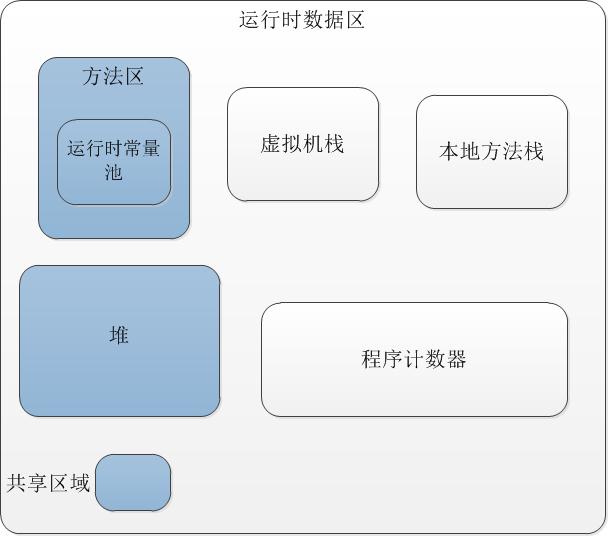 运行时数据区
方法区
运行时常量
池
虚拟机栈
本地方法栈
堆
程序计数器
共享区域